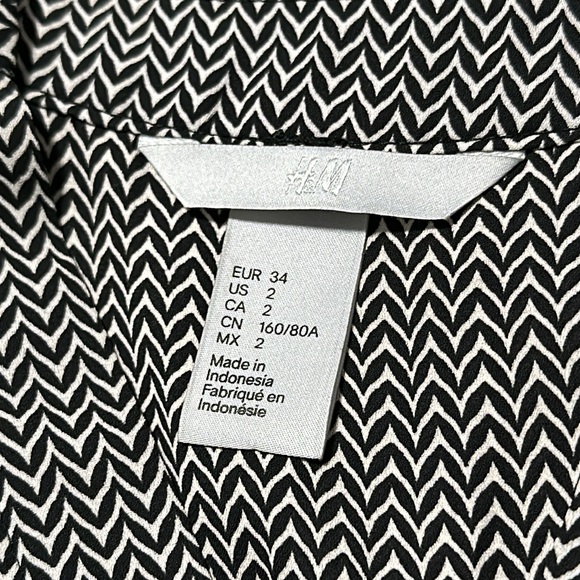 H&M
EUR 34
US 2
CA 2
CN 160/80A
MX 2
Made in
Indonesia
Fabriqué en
Indonésie